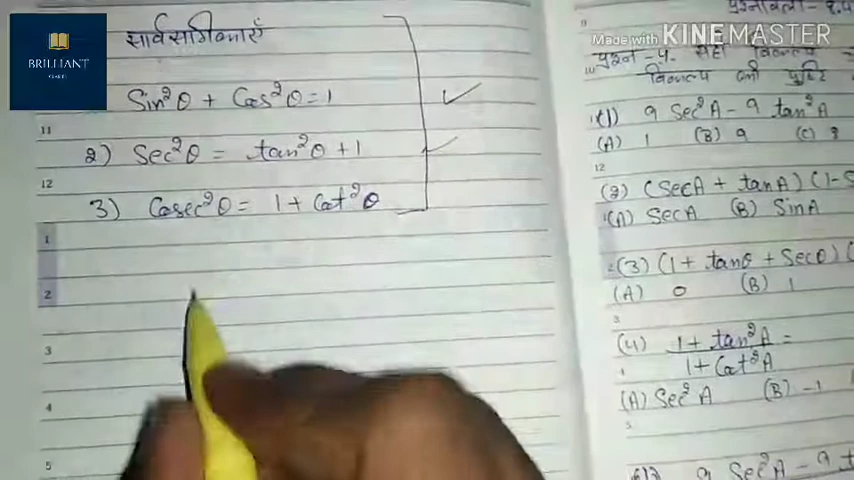 BRILLIANT
Made with KINEMASTER
सार्वसमिकाएँ
Sin²θ + Cos²θ = 1
2) Sec²θ = tan²θ + 1
3) Cosec²θ = 1 + Cot²θ
प्रश्न - 4. सही विकल्प
विकल्प की पुष्टि
(1) 9 Sec²A - 9 tan²A
(A) 1 (B) 9 (C) 8
(2) (SecA + tanA) (1 - S
(A) SecA (B) SinA
(3) (1 + tanθ + Secθ) (
(A) 0 (B) 1
(4) 1 + tan²A =
1 + Cot²A
(A) Sec²A (B) -1
9 Sec²A - 9 t